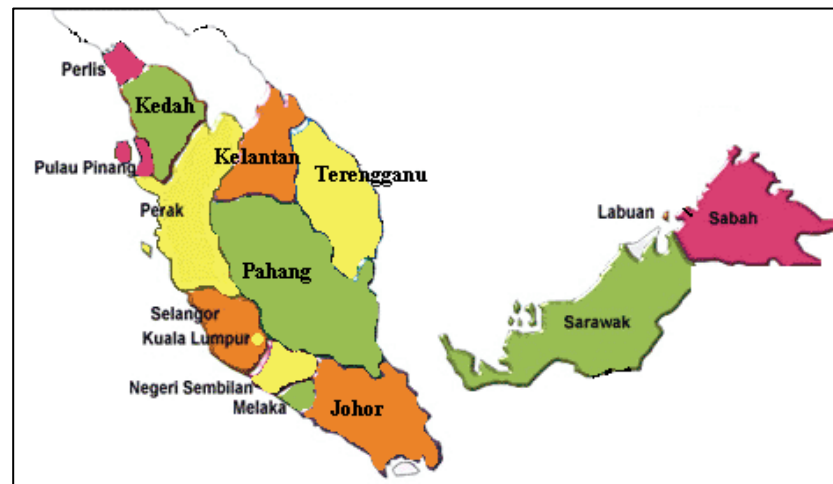 Perlis
Kedah
Pulau Pinang
Kelantan
Terengganu
Perak
Pahang
Selangor
Kuala Lumpur
Negeri Sembilan
Melaka
Johor
Labuan
Sabah
Sarawak